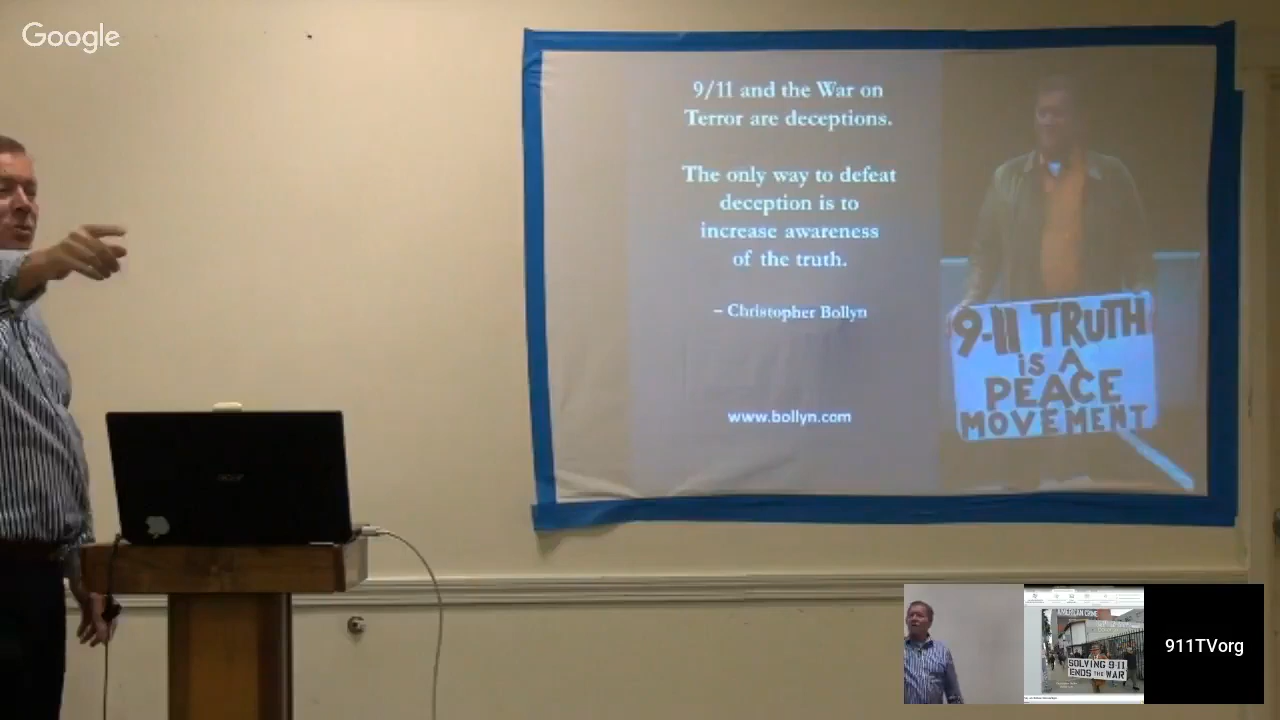 Google
9/11 and the War on
Terror are deceptions.
The only way to defeat
deception is to
increase awareness
of the truth.
– Christopher Bollyn
www.bollyn.com
9-11 TRUTH
is A
PEACE
MOVEMENT
acer
AMERICAN CRIME
SOLVING 9-11
ENDS THE WAR
911TVorg